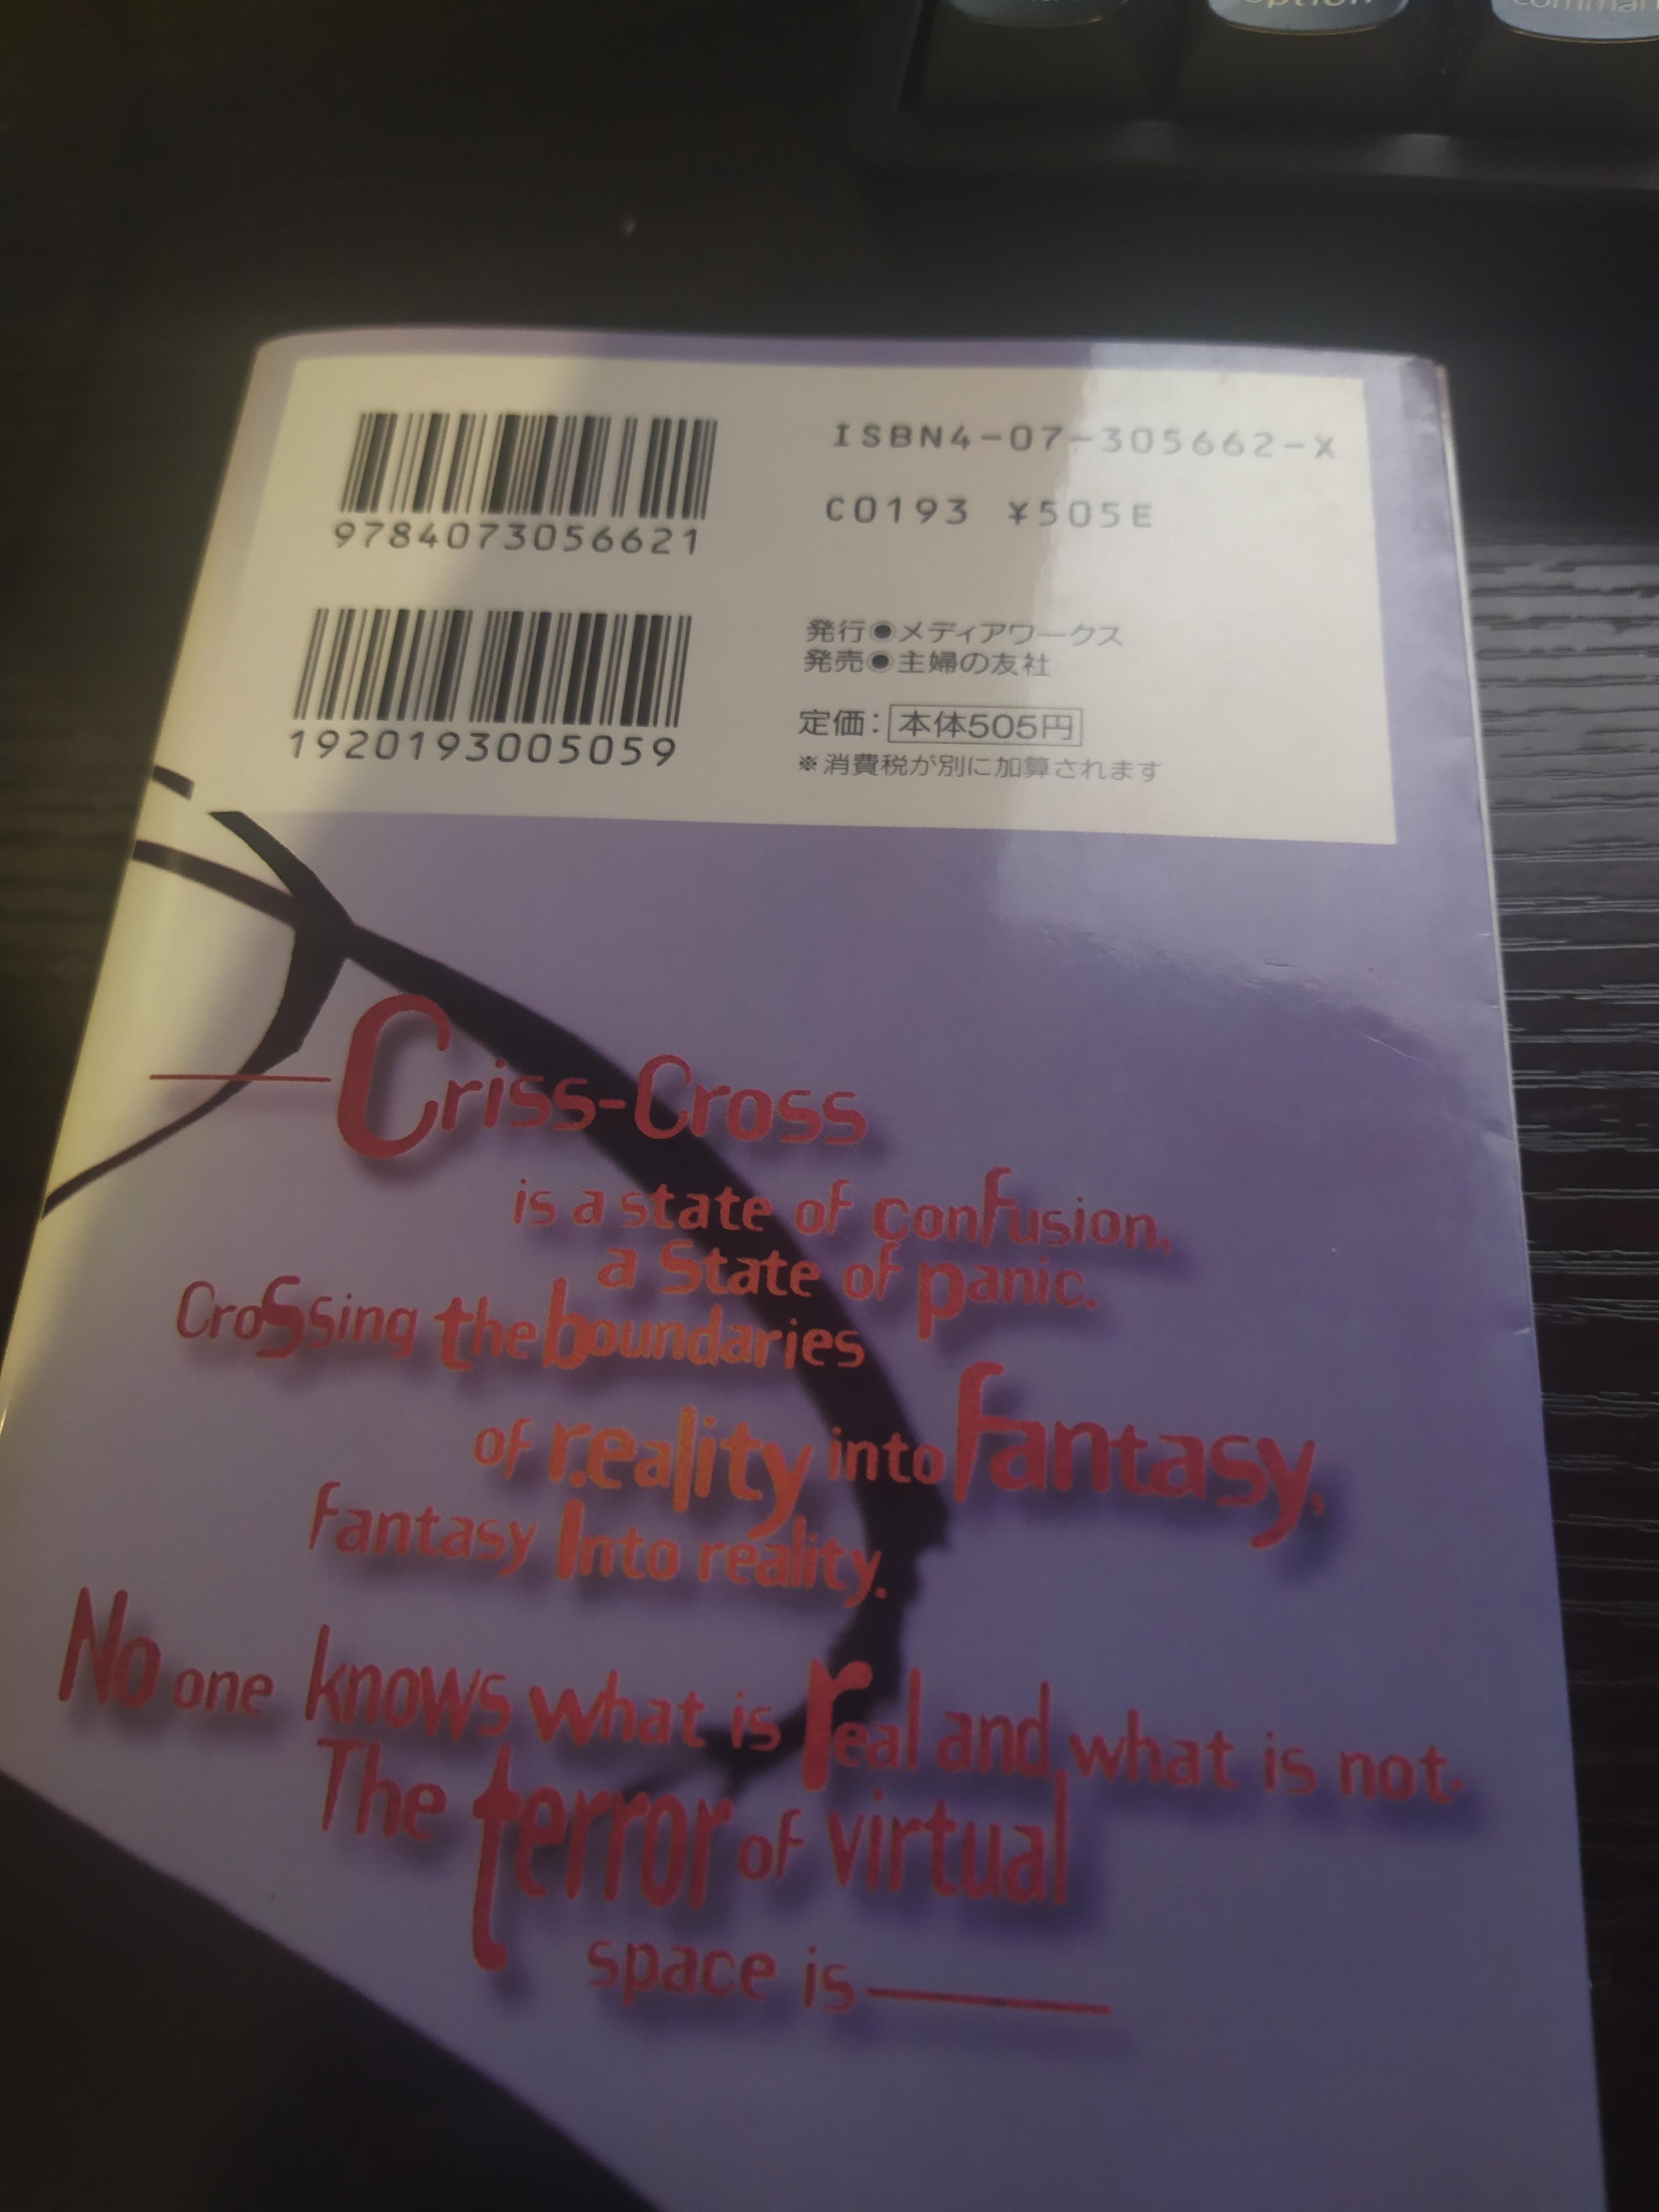 option
ISBN4-07-305662-X
C0193 ¥505E
9784073056621
発行●メディアワークス
発売●主婦の友社
定価：本体505円
※消費税が別に加算されます
1920193005059
—Criss-Cross
is a state of confusion,
a State of panic.
CroSsing the boundaries
of reality into fantasy,
fantasy Into reality.
No one knows what is real and what is not.
The terror of virtual
space is—